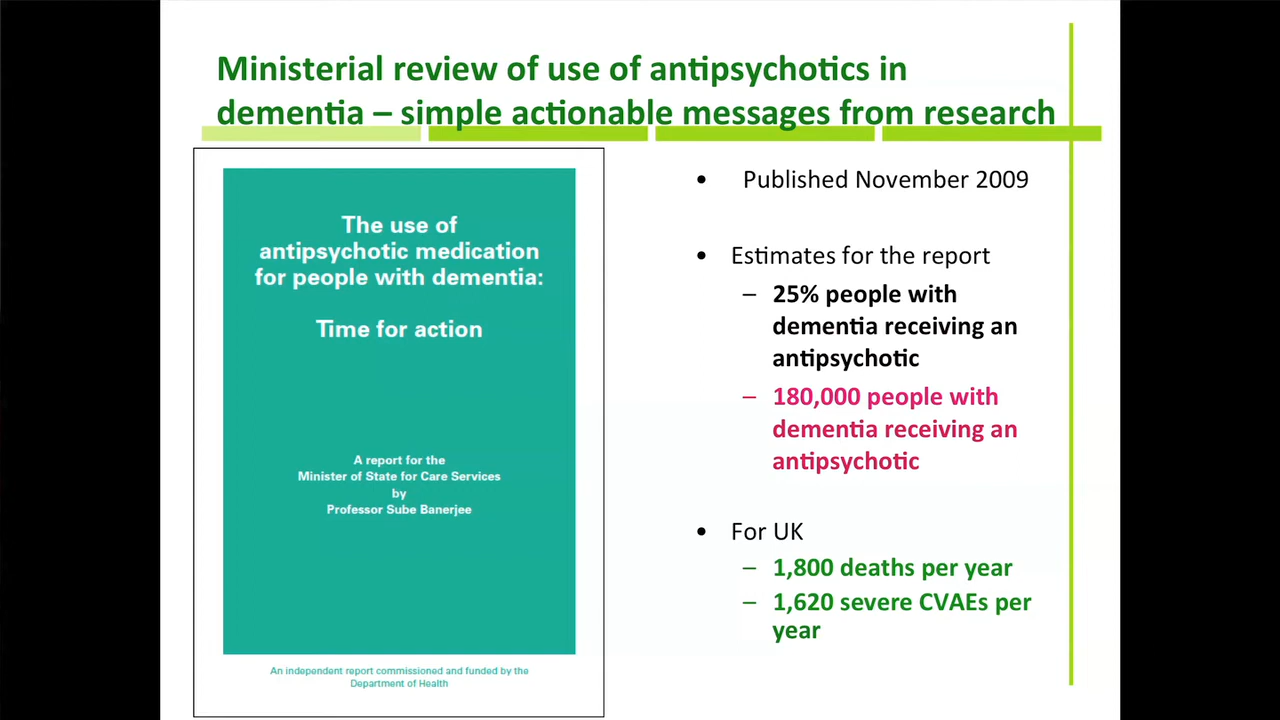 Ministerial review of use of antipsychotics in
dementia – simple actionable messages from research
The use of
antipsychotic medication
for people with dementia:
Time for action
A report for the
Minister of State for Care Services
by
Professor Sube Banerjee
An independent report commissioned and funded by the
Department of Health
• Published November 2009
• Estimates for the report
– 25% people with
dementia receiving an
antipsychotic
– 180,000 people with
dementia receiving an
antipsychotic
• For UK
– 1,800 deaths per year
– 1,620 severe CVAEs per
year